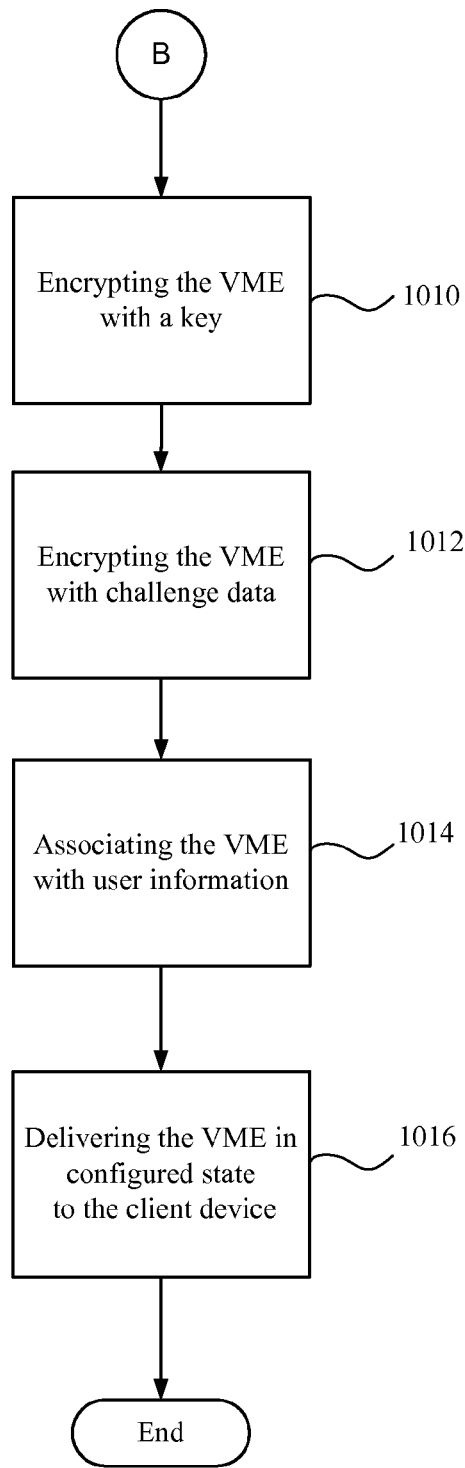 B
Encrypting the VME
with a key
1010
Encrypting the VME
with challenge data
1012
Associating the VME
with user information
1014
Delivering the VME in
configured state
to the client device
1016
End